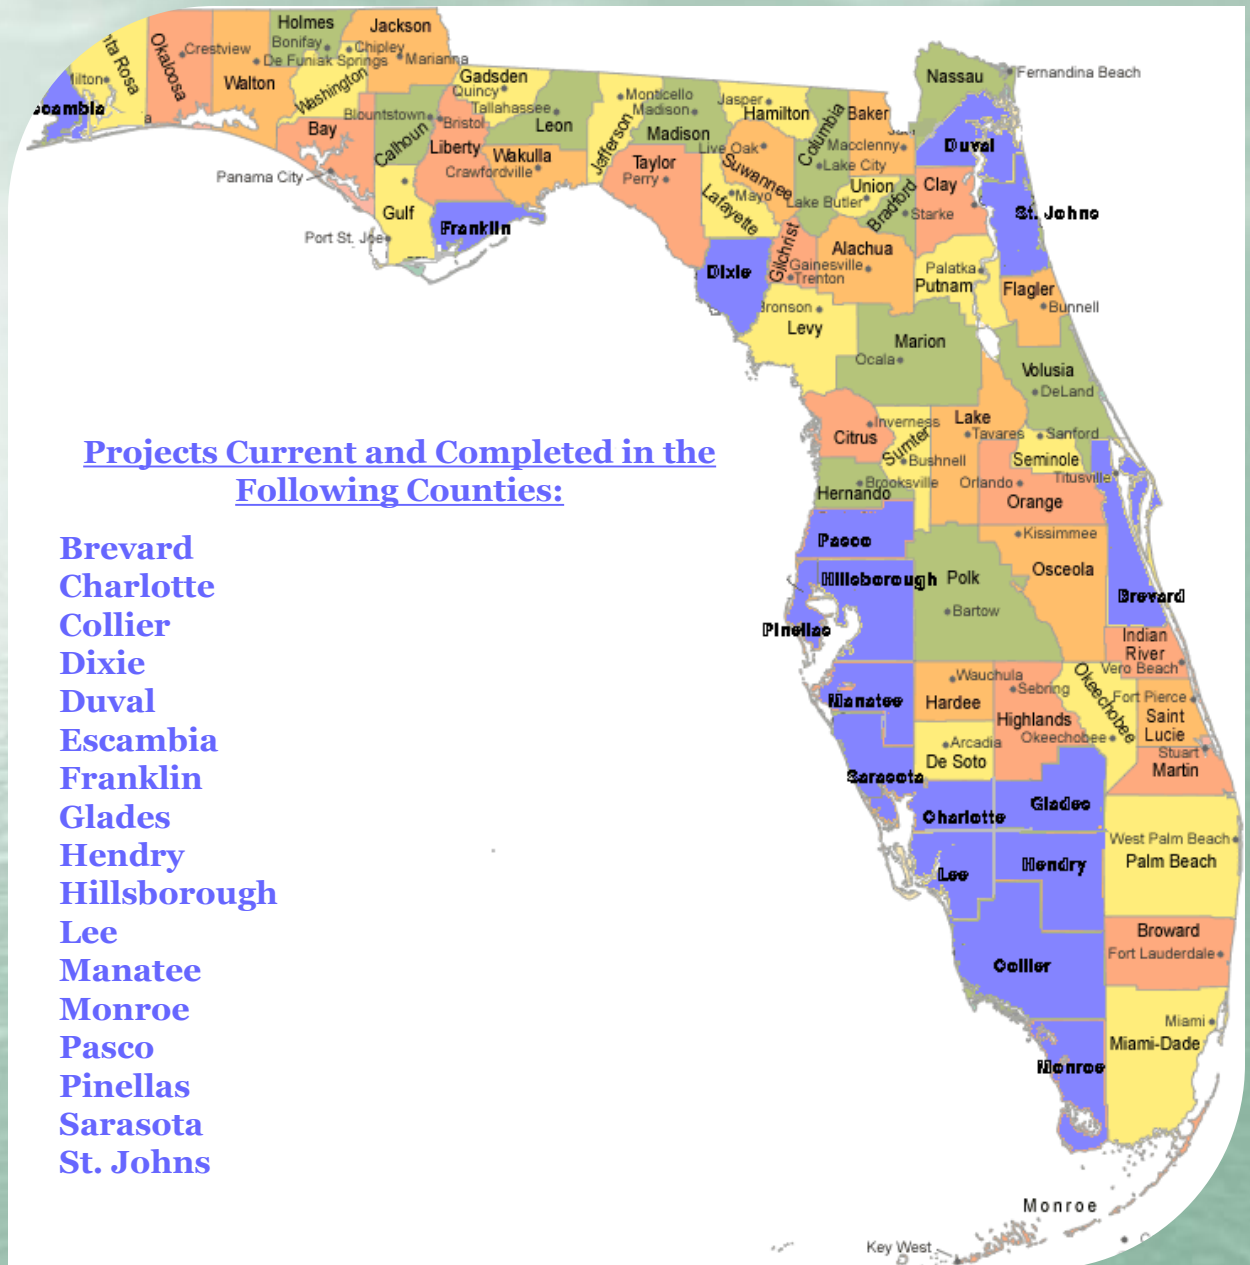 Holmes
Jackson
Bonifay
Crestview
Chipley
De Funiak Springs
Marianna
ta Rosa
Okaloosa
Walton
Washington
ilton
cambia
a
Gadsden
Quincy
Tallahassee
Leon
Blountstown
Bristol
Bay
Calhoun
Liberty
Wakulla
Crawfordville
Panama City
Gulf
Franklin
Port St. Joe
Jefferson
Monticello
Madison
Madison
Taylor
Perry
Jasper
Hamilton
Live Oak
Suwannee
Mayo
Lafayette
Columbia
Lake City
Baker
Macclenny
Union
Lake Butler
Bradford
Starke
Nassau
Fernandina Beach
Duval
Clay
St. Johns
Dixie
Gilchrist
Alachua
Gainesville
Trenton
Palatka
Putnam
Flagler
Bunnell
Bronson
Levy
Marion
Ocala
Volusia
DeLand
Citrus
Inverness
Sumter
Bushnell
Lake
Tavares
Sanford
Seminole
Titusville
Orlando
Orange
Brooksville
Hernando
Pasco
Kissimmee
Osceola
Hillsborough
Polk
Bartow
Brevard
Pinellas
Indian
River
Vero Beach
Manatee
Wauchula
Hardee
Sebring
Highlands
Okeechobee
Okeechobee
Fort Pierce
Saint
Lucie
Stuart
Martin
Arcadia
De Soto
Sarasota
Charlotte
Glades
West Palm Beach
Palm Beach
Lee
Hendry
Collier
Broward
Fort Lauderdale
Miami
Miami-Dade
Monroe
Monroe
Key West
Projects Current and Completed in the
Following Counties:
Brevard
Charlotte
Collier
Dixie
Duval
Escambia
Franklin
Glades
Hendry
Hillsborough
Lee
Manatee
Monroe
Pasco
Pinellas
Sarasota
St. Johns